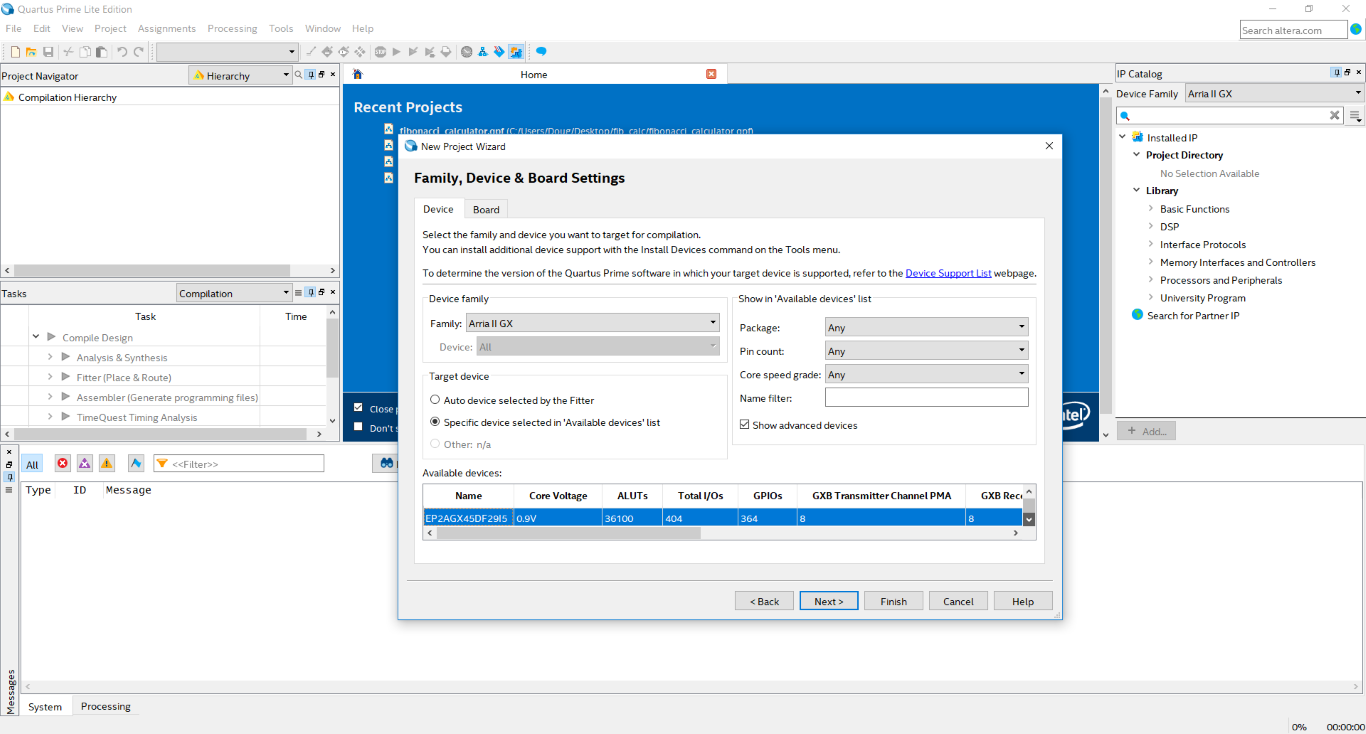 Quartus Prime Lite Edition
File Edit View Project Assignments Processing Tools Window Help
Search altera.com
Project Navigator
Hierarchy
Compilation Hierarchy
Tasks
Compilation
Task Time
Compile Design
Analysis & Synthesis
Fitter (Place & Route)
Assembler (Generate programming files)
TimeQuest Timing Analysis
Home
Recent Projects
fibonacci_calculator.qpf (C:/Users/Doug/Desktop/fib_calc/fibonacci_calculator.qpf)
Close
Don't
New Project Wizard
Family, Device & Board Settings
Device Board
Select the family and device you want to target for compilation.
You can install additional device support with the Install Devices command on the Tools menu.
To determine the version of the Quartus Prime software in which your target device is supported, refer to the Device Support List webpage.
Device family
Family: Arria II GX
Device: All
Target device
Auto device selected by the Fitter
Specific device selected in 'Available devices' list
Other: n/a
Show in 'Available devices' list
Package: Any
Pin count: Any
Core speed grade: Any
Name filter:
Show advanced devices
Available devices:
Name Core Voltage ALUTs Total I/Os GPIOs GXB Transmitter Channel PMA GXB Rece
EP2AGX45DF29I5 0.9V 36100 404 364 8 8
< Back Next > Finish Cancel Help
IP Catalog
Device Family Arria II GX
Installed IP
Project Directory
No Selection Available
Library
Basic Functions
DSP
Interface Protocols
Memory Interfaces and Controllers
Processors and Peripherals
University Program
Search for Partner IP
+ Add...
All <<Filter>>
Type ID Message
Messages
System Processing
0% 00:00:00